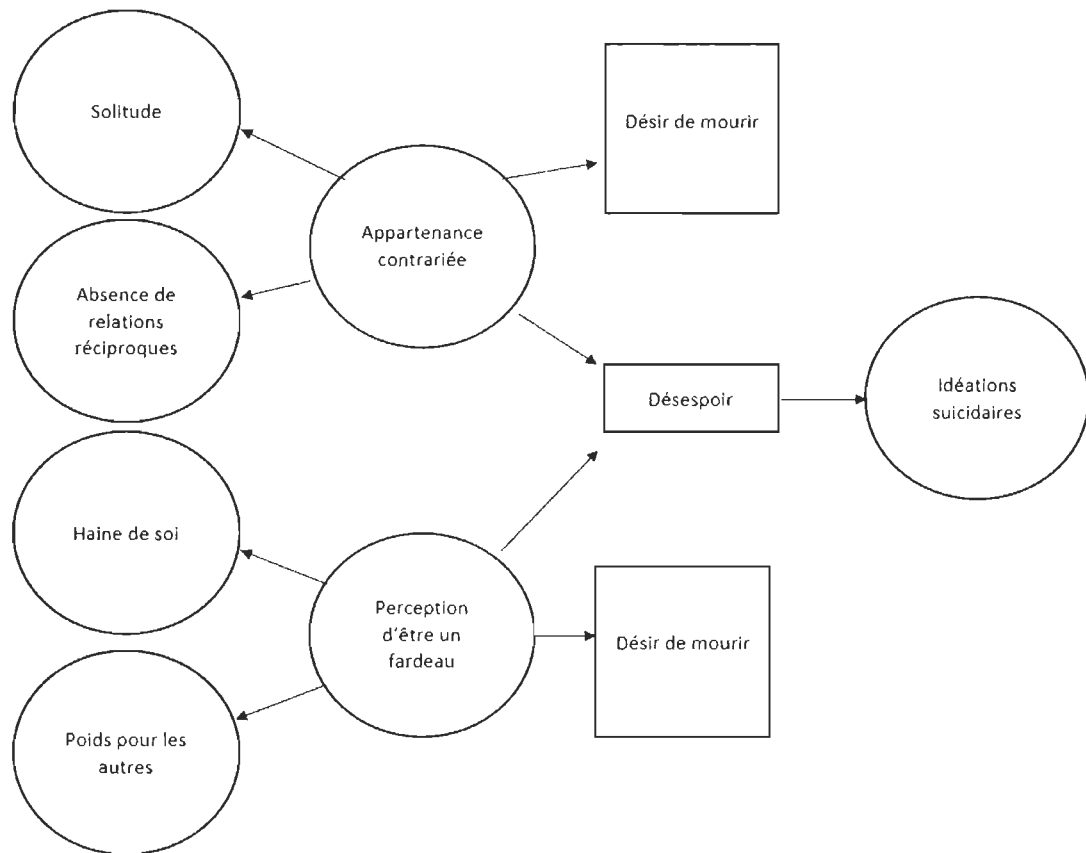 Solitude
Désir de mourir
Appartenance
contrariée
Absence de
relations
réciproques
Désespoir
Idéations
suicidaires
Haine de soi
Perception
d'être un
fardeau
Désir de mourir
Poids pour les
autres